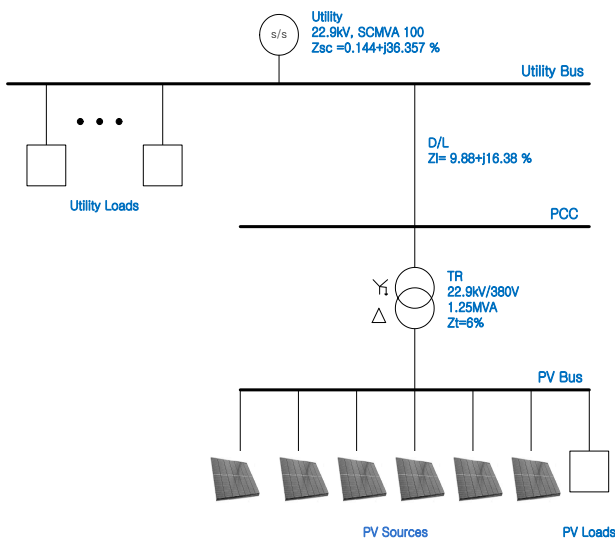 Utility
s/s
22.9kV, SCMVA 100
Zsc =0.144+j36.357 %
Utility Bus
D/L
Zl= 9.88+j16.38 %
Utility Loads
PCC
TR
22.9kV/380V
1.25MVA
Zt=6%
PV Bus
PV Sources
PV Loads